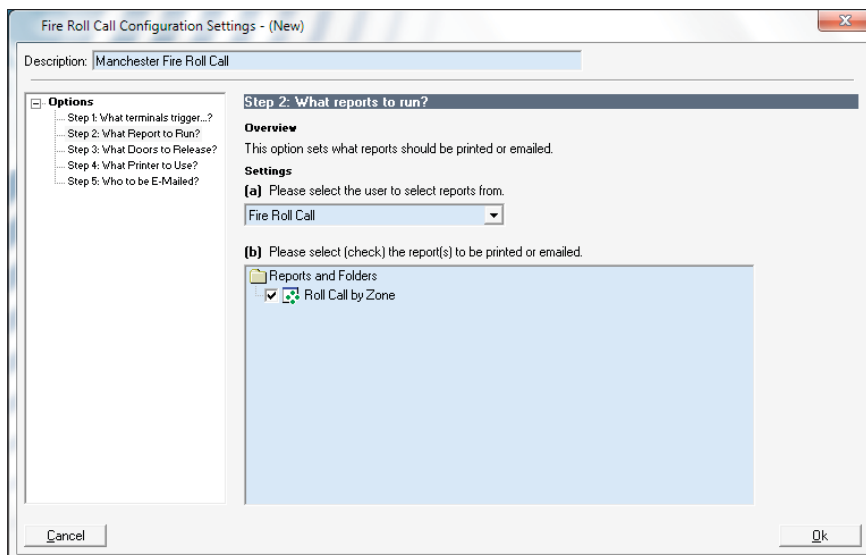 Fire Roll Call Configuration Settings - (New)
Description: Manchester Fire Roll Call
Options
Step 1: What terminals trigger...?
Step 2: What Report to Run?
Step 3: What Doors to Release?
Step 4: What Printer to Use?
Step 5: Who to be E-Mailed?
Step 2: What reports to run?
Overview
This option sets what reports should be printed or emailed.
Settings
(a) Please select the user to select reports from.
Fire Roll Call
(b) Please select (check) the report(s) to be printed or emailed.
Reports and Folders
Roll Call by Zone
Cancel
Ok